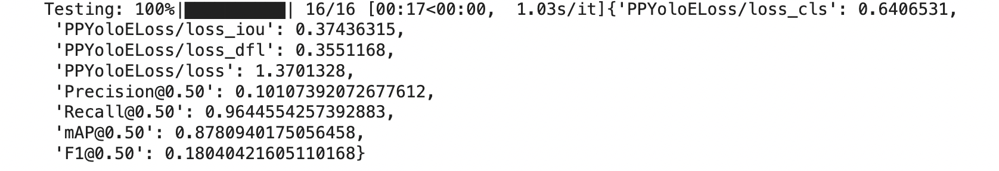 Testing: 100%|██████████| 16/16 [00:17<00:00,  1.03s/it]{'PPYoloELoss/loss_cls': 0.6406531,
'PPYoloELoss/loss_iou': 0.37436315,
'PPYoloELoss/loss_dfl': 0.3551168,
'PPYoloELoss/loss': 1.3701328,
'Precision@0.50': 0.10107392072677612,
'Recall@0.50': 0.9644554257392883,
'mAP@0.50': 0.8780940175056458,
'F1@0.50': 0.18040421605110168}